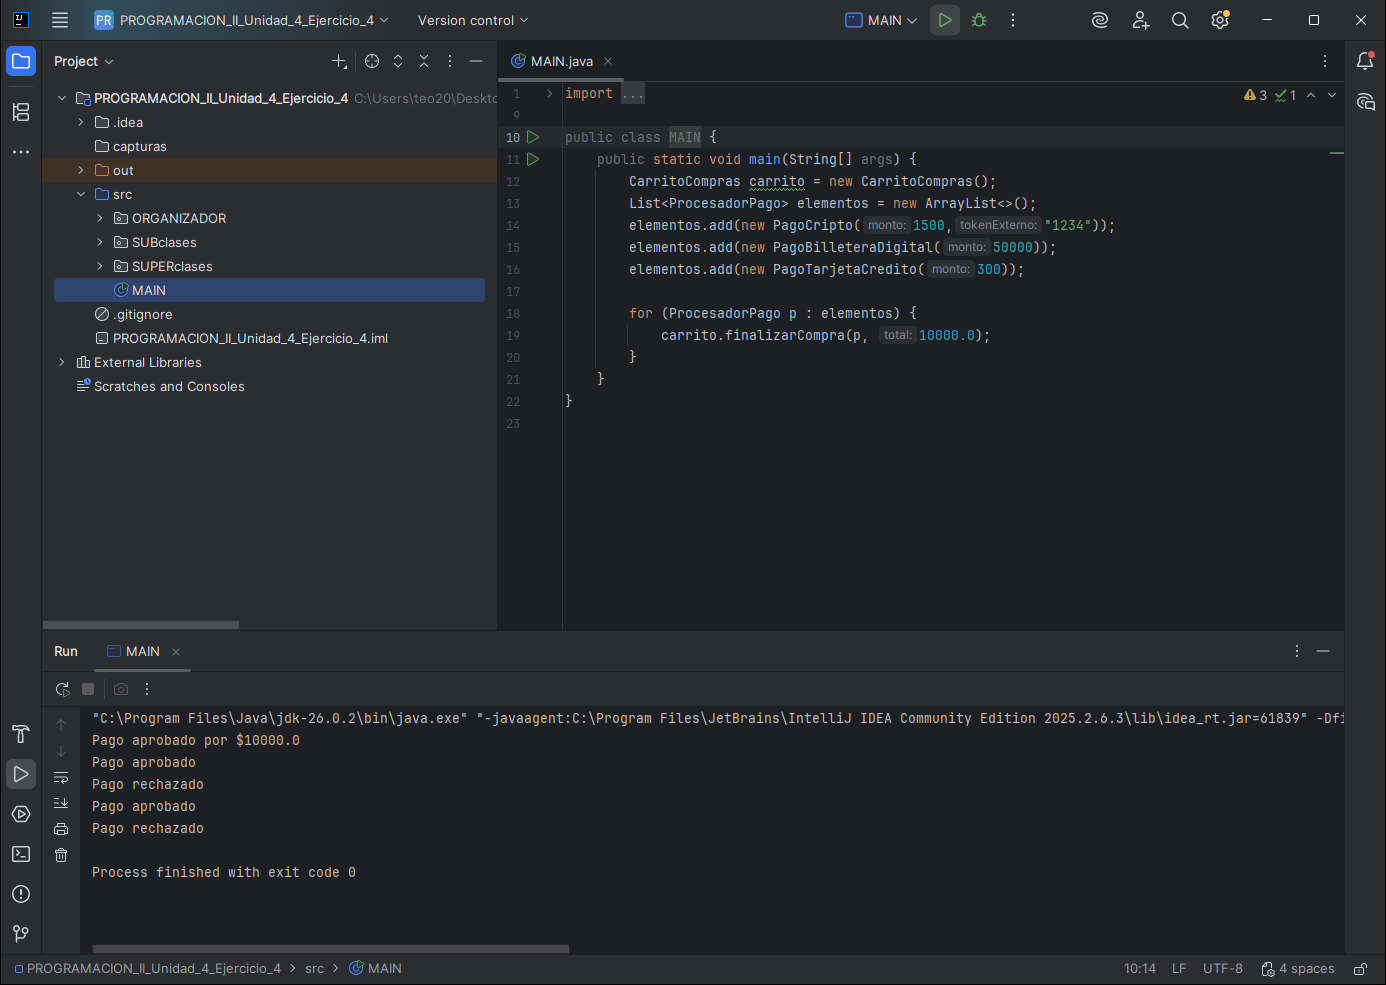 PR PROGRAMACION_II_Unidad_4_Ejercicio_4 Version control MAIN
Project
MAIN.java
PROGRAMACION_II_Unidad_4_Ejercicio_4 C:\Users\teo20\Deskto
.idea
capturas
out
src
ORGANIZADOR
SUBclases
SUPERclases
MAIN
.gitignore
PROGRAMACION_II_Unidad_4_Ejercicio_4.iml
External Libraries
Scratches and Consoles
3 1
1 import ...
9
10 public class MAIN {
11 public static void main(String[] args) {
12 CarritoCompras carrito = new CarritoCompras();
13 List<ProcesadorPago> elementos = new ArrayList<>();
14 elementos.add(new PagoCripto( monto: 1500, tokenExterno: "1234"));
15 elementos.add(new PagoBilleteraDigital( monto: 50000));
16 elementos.add(new PagoTarjetaCredito( monto: 300));
17
18 for (ProcesadorPago p : elementos) {
19 carrito.finalizarCompra(p, total: 10000.0);
20 }
21 }
22 }
23
Run MAIN
"C:\Program Files\Java\jdk-26.0.2\bin\java.exe" "-javaagent:C:\Program Files\JetBrains\IntelliJ IDEA Community Edition 2025.2.6.3\lib\idea_rt.jar=61839" -Dfi
Pago aprobado por $10000.0
Pago aprobado
Pago rechazado
Pago aprobado
Pago rechazado
Process finished with exit code 0
PROGRAMACION_II_Unidad_4_Ejercicio_4 > src > MAIN
10:14 LF UTF-8 4 spaces